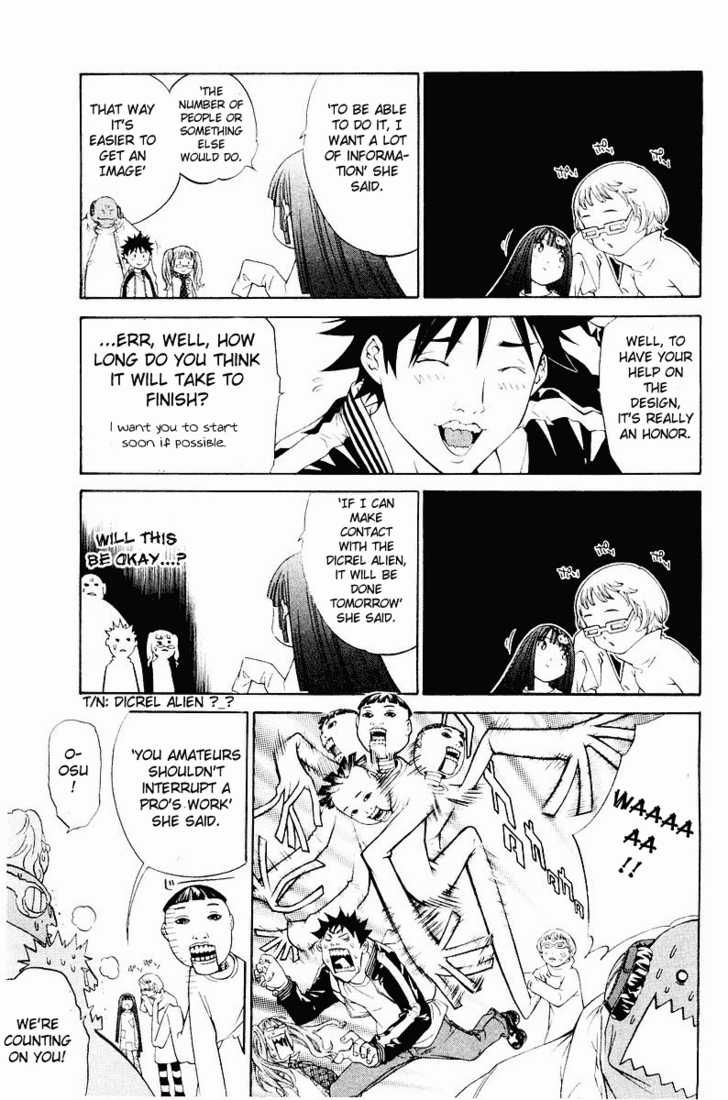 'TO BE ABLE
TO DO IT, I
WANT A LOT
OF INFORMA-
TION' SHE
SAID.
'THE
NUMBER OF
PEOPLE OR
SOMETHING
ELSE
WOULD DO.
THAT WAY
IT'S
EASIER TO
GET AN
IMAGE'
WELL, TO
HAVE YOUR
HELP ON
THE
DESIGN,
IT'S REALLY
AN HONOR.
...ERR, WELL, HOW
LONG DO YOU THINK
IT WILL TAKE TO
FINISH?
I want you to start
soon if possible.
'IF I CAN
MAKE
CONTACT
WITH THE
DICREL ALIEN,
IT WILL BE
DONE
TOMORROW'
SHE SAID.
WILL THIS
BE OKAY...?
T/N: DICREL ALIEN ?_?
WAAAA
AA
!!
'YOU AMATEURS
SHOULDN'T
INTERRUPT A
PRO'S WORK'
SHE SAID.
O-
OSU
!
WE'RE
COUNTING
ON YOU!